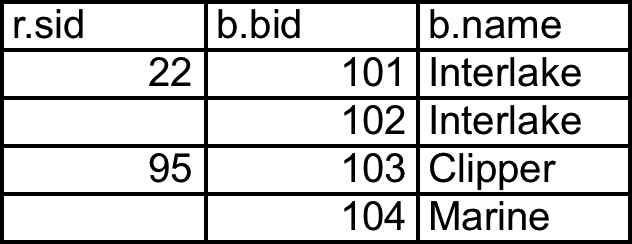 r.sid b.bid b.name
22 101 Interlake
102 Interlake
95 103 Clipper
104 Marine